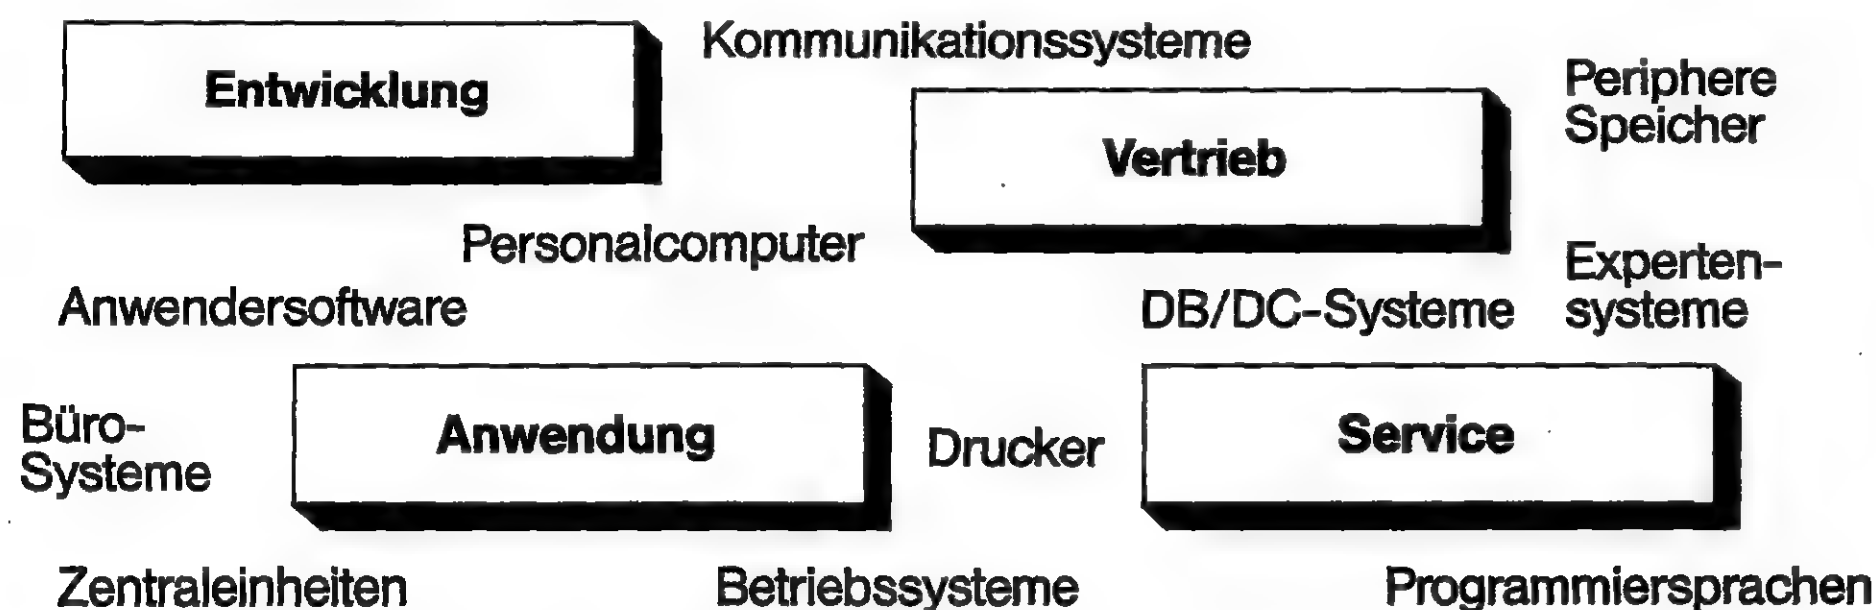 Kommunikationssysteme
Entwicklung
Periphere
Speicher
Vertrieb
Personalcomputer
Experten-
systeme
Anwendersoftware
DB/DC-Systeme
Büro-
Systeme
Anwendung
Drucker
Service
Zentraleinheiten
Betriebssysteme
Programmiersprachen